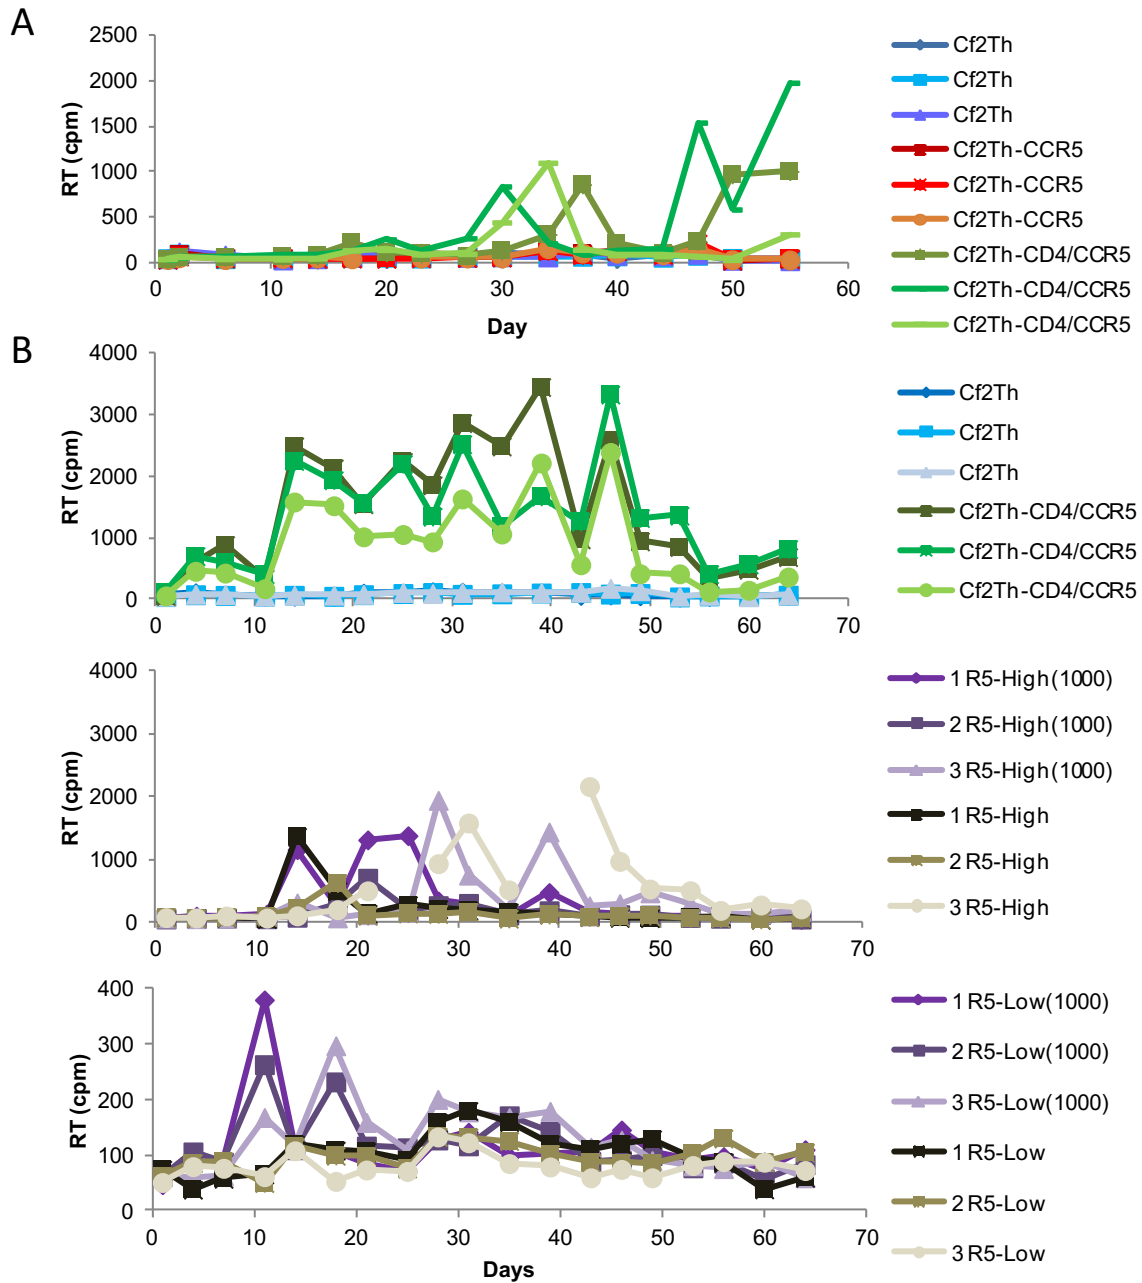 A
2500
2000
1500
1000
500
0
RT (cpm)
0 10 20 30 40 50 60
Day
Cf2Th
Cf2Th
Cf2Th
Cf2Th-CCR5
Cf2Th-CCR5
Cf2Th-CCR5
Cf2Th-CD4/CCR5
Cf2Th-CD4/CCR5
Cf2Th-CD4/CCR5
B
4000
3000
2000
1000
0
RT (cpm)
0 10 20 30 40 50 60 70
Cf2Th
Cf2Th
Cf2Th
Cf2Th-CD4/CCR5
Cf2Th-CD4/CCR5
Cf2Th-CD4/CCR5
4000
3000
2000
1000
0
RT (cpm)
0 10 20 30 40 50 60 70
1 R5-High(1000)
2 R5-High(1000)
3 R5-High(1000)
1 R5-High
2 R5-High
3 R5-High
400
300
200
100
0
RT (cpm)
0 10 20 30 40 50 60 70
Days
1 R5-Low(1000)
2 R5-Low(1000)
3 R5-Low(1000)
1 R5-Low
2 R5-Low
3 R5-Low